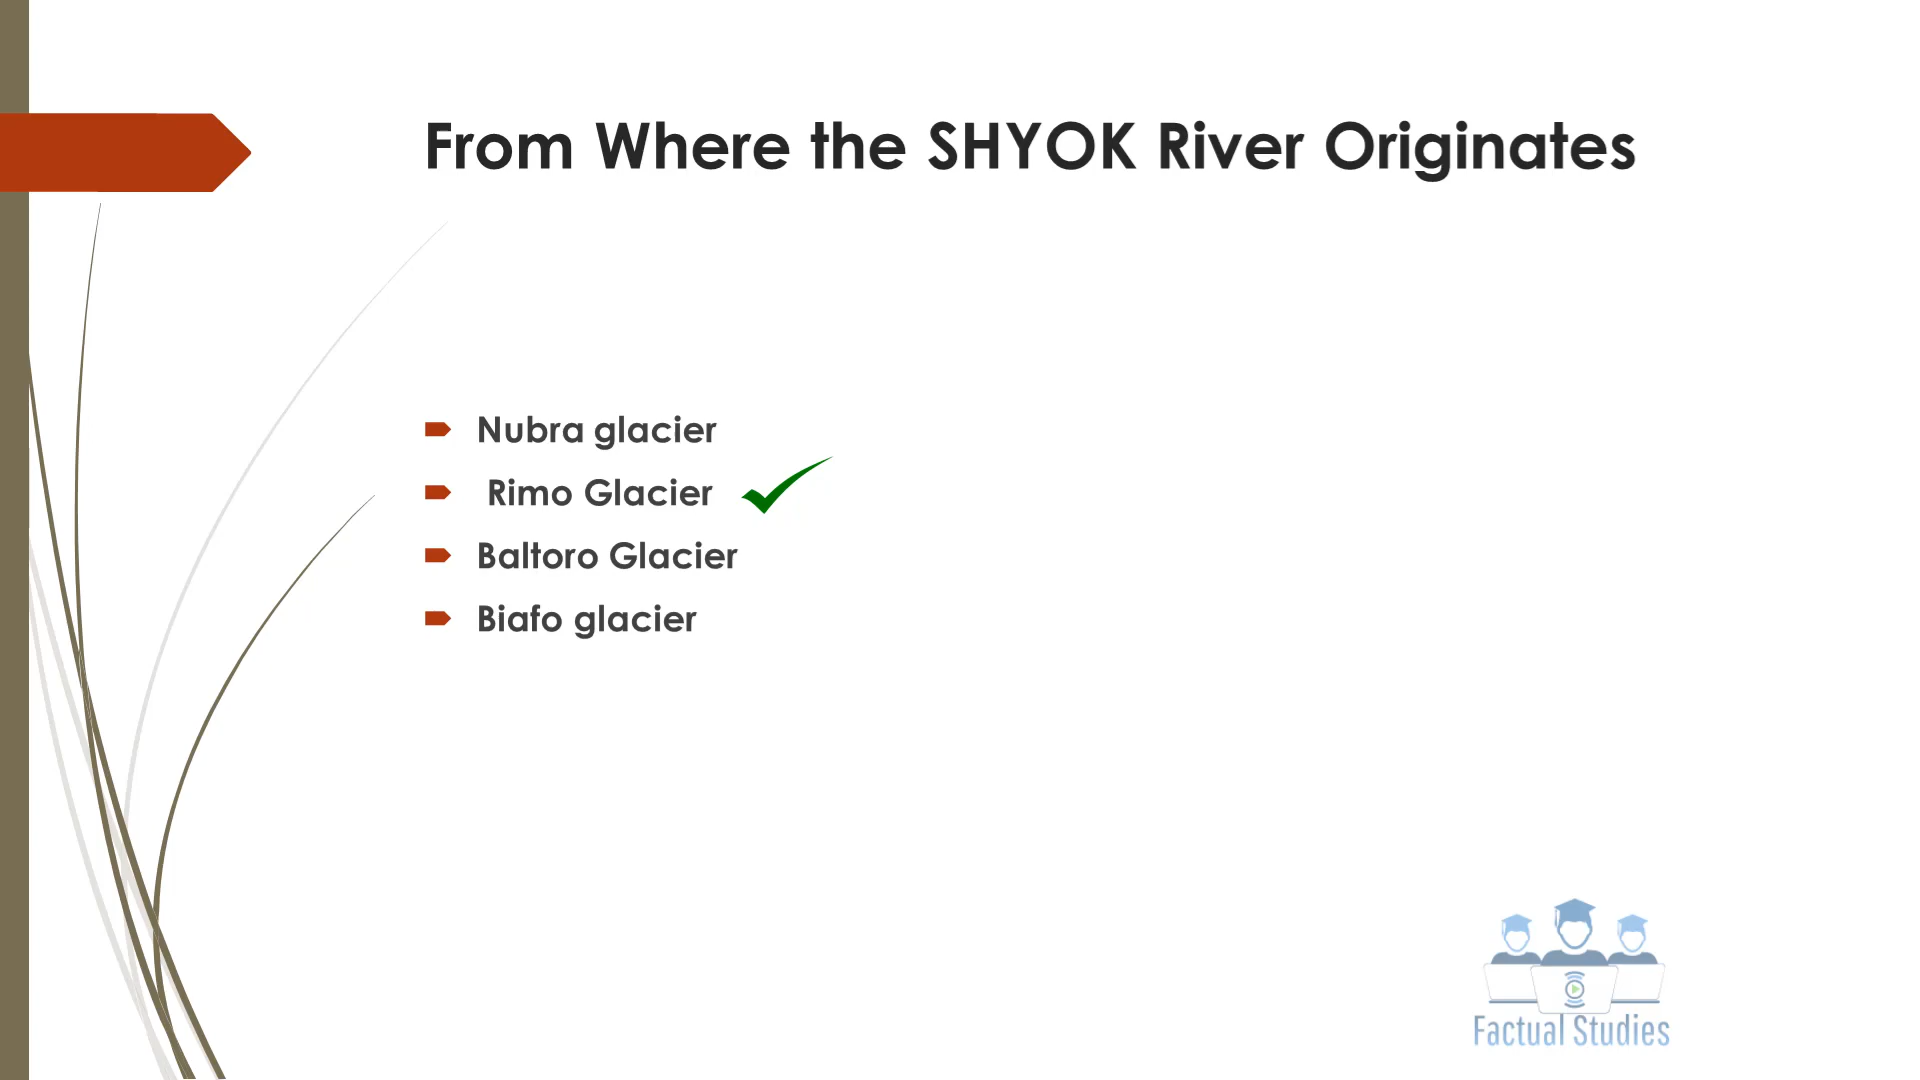 From Where the SHYOK River Originates
Nubra glacier
Rimo Glacier
Baltoro Glacier
Biafo glacier
Factual Studies